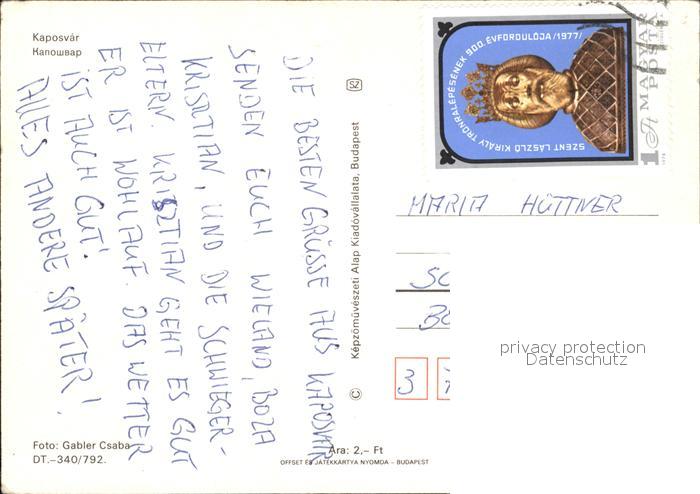 Kaposvár
Капошвар
DIE BESTEN GRÜSSE AUS KAPOSVAR
SENDEN EUCH WIELAND, BOZA
KRISZTIAN, UND DIE SCHWIEGER-
ELTERN. KRISZTIAN GEHT ES GUT
ER IST WOHLAUF. DAS WETTER
IST AUCH GUT!
ALLES ANDERE SPÄTER!
Foto: Gabler Csaba
DT.–340/792.
SZ
© Képzőművészeti Alap Kiadóvállalata, Budapest
Ára: 2,– Ft
OFFSET ÉS JÁTÉKKÁRTYA NYOMDA – BUDAPEST
SZENT LÁSZLÓ KIRÁLY TRÓNRALÉPÉSÉNEK 900. ÉVFORDULÓJA /1977/
1 Ft MAGYAR
POSTA
MARIA HÜTTNER
3
privacy protection
Datenschutz